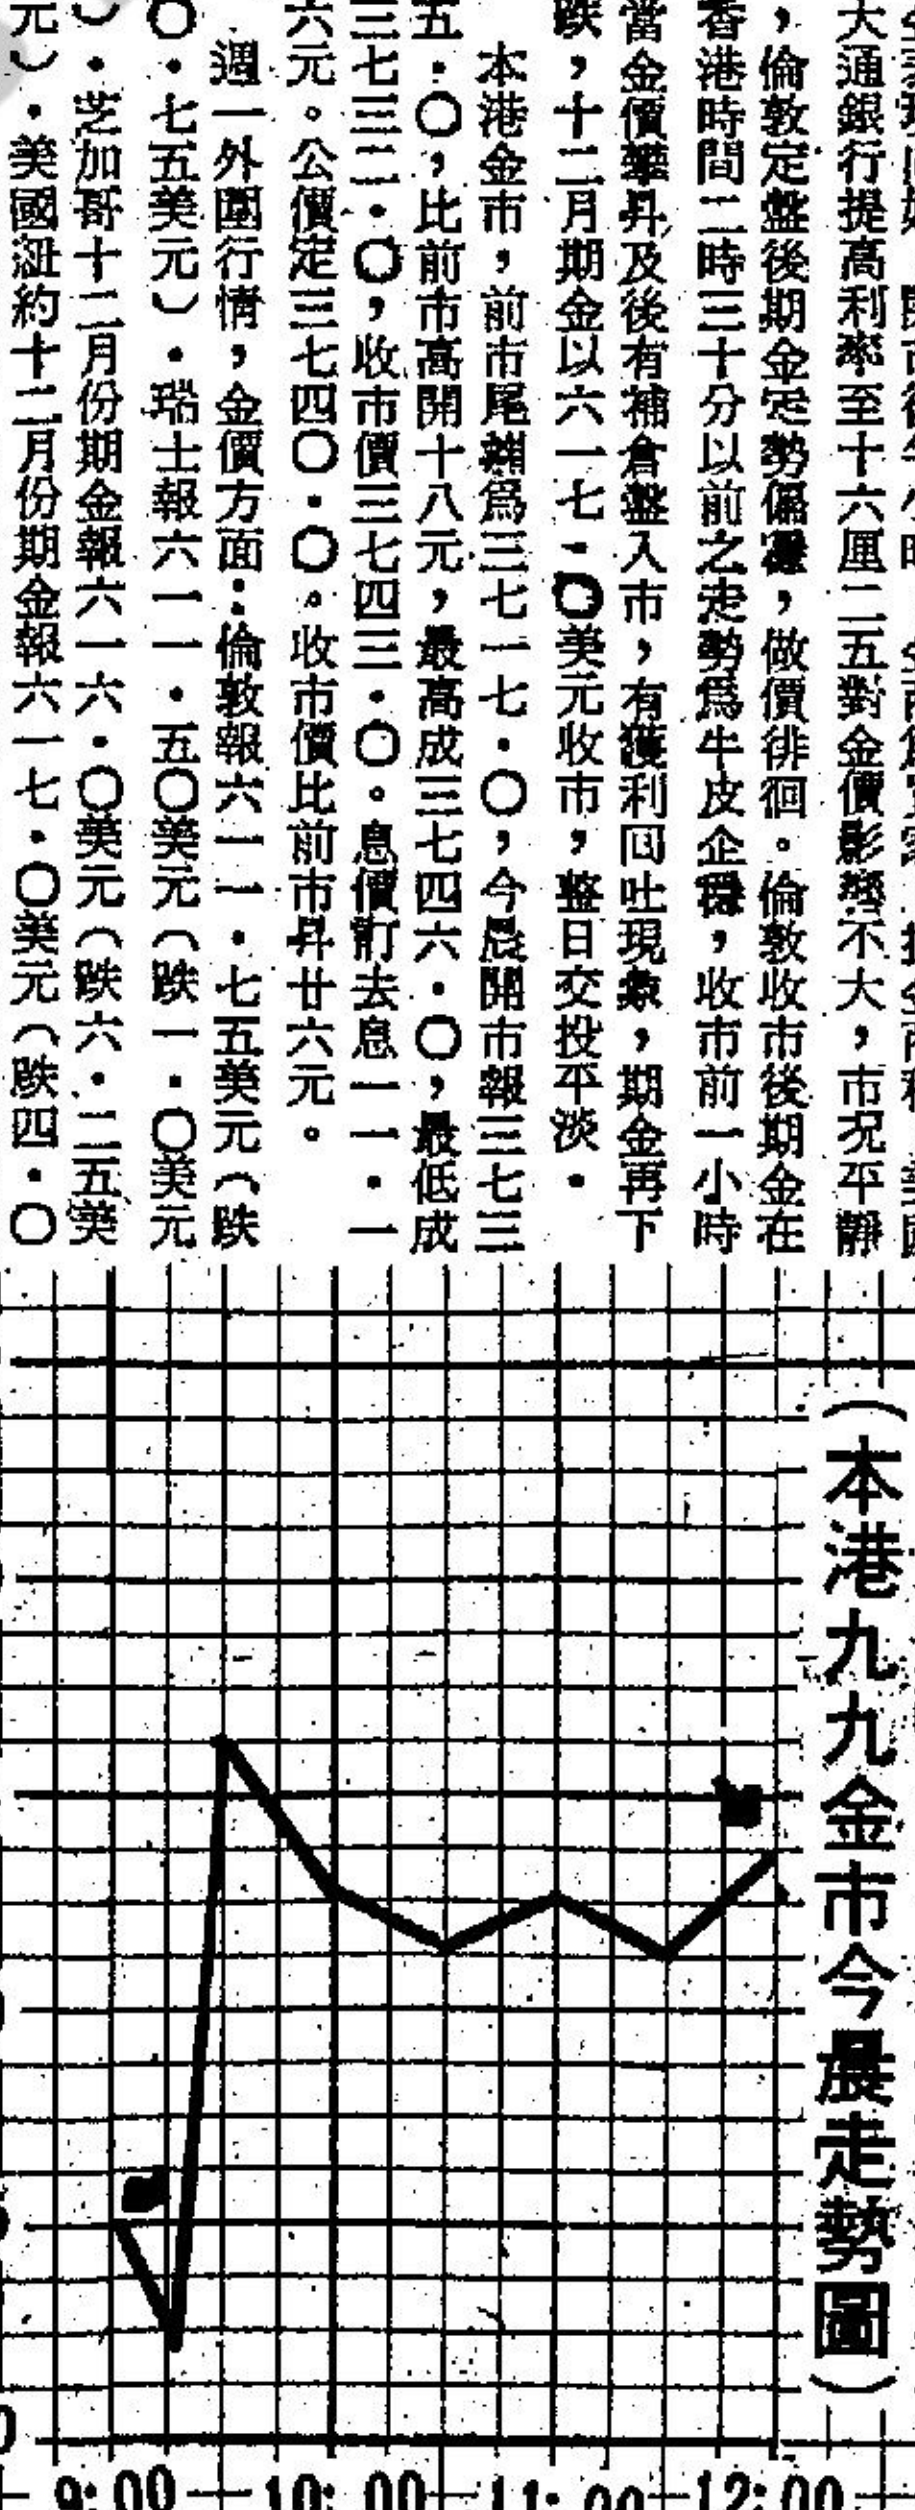 大通銀行提高利率至十六厘二五對金價影響不大，市況平靜
，倫敦定盤後期金走勢偏穩，做價徘徊。倫敦收市後期金在
香港時間二時三十分以前之走勢為牛皮企穩，收市前一小時
當金價攀昇及後有補倉盤入市，有獲利回吐現象，期金再下
跌，十二月期金以六一七・〇美元收市，整日交投平淡・
本港金市，前市尾雜為三七一七・〇，今晨開市報三七三
五・〇，比前市高開十八元，最高成三七四六・〇，最低成
三七三二・〇，收市價三七四三・〇。息價訂去息一一・一
六元。公價定三七四〇・〇。收市價比前市昇廿六元。
週一外圍行情，金價方面：倫敦報六一一・七五美元（跌
〇・七五美元）・瑞士報六一一・五〇美元（跌一・〇美元
）・芝加哥十二月份期金報六一六・〇美元（跌六・二五美
元）・美國紐約十二月份期金報六一七・〇美元（跌四・〇
（本港九九金市今晨走勢圖）
9:00 10:00 11:00 12:00